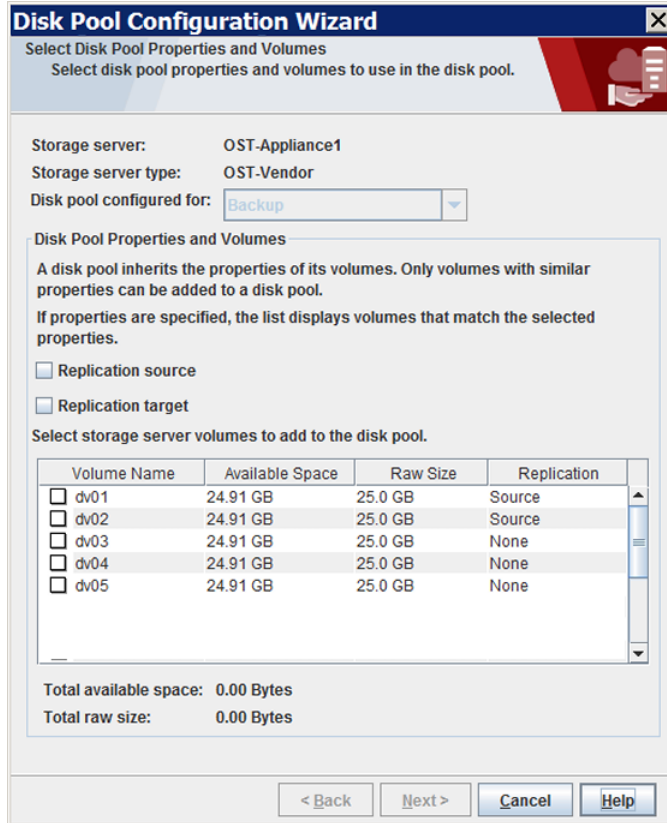 Disk Pool Configuration Wizard
Select Disk Pool Properties and Volumes
Select disk pool properties and volumes to use in the disk pool.
Storage server: OST-Appliance1
Storage server type: OST-Vendor
Disk pool configured for: Backup
Disk Pool Properties and Volumes
A disk pool inherits the properties of its volumes. Only volumes with similar
properties can be added to a disk pool.
If properties are specified, the list displays volumes that match the selected
properties.
Replication source
Replication target
Select storage server volumes to add to the disk pool.
Volume Name Available Space Raw Size Replication
dv01 24.91 GB 25.0 GB Source
dv02 24.91 GB 25.0 GB Source
dv03 24.91 GB 25.0 GB None
dv04 24.91 GB 25.0 GB None
dv05 24.91 GB 25.0 GB None
Total available space: 0.00 Bytes
Total raw size: 0.00 Bytes
< Back Next > Cancel Help